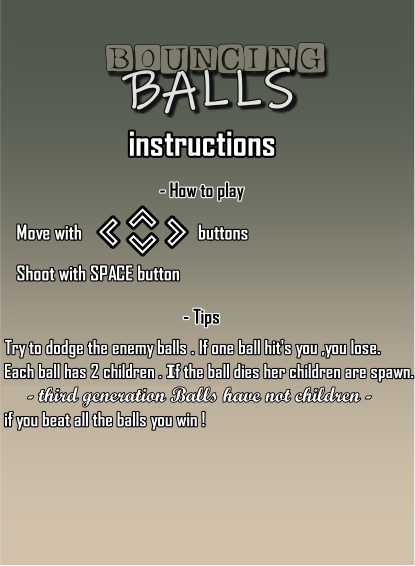 BOUNCING
BALLS
instructions
- How to play
Move with buttons
Shoot with SPACE button
- Tips
Try to dodge the enemy balls . If one ball hit's you ,you lose.
Each ball has 2 children . If the ball dies her children are spawn.
- third generation Balls have not children -
if you beat all the balls you win !